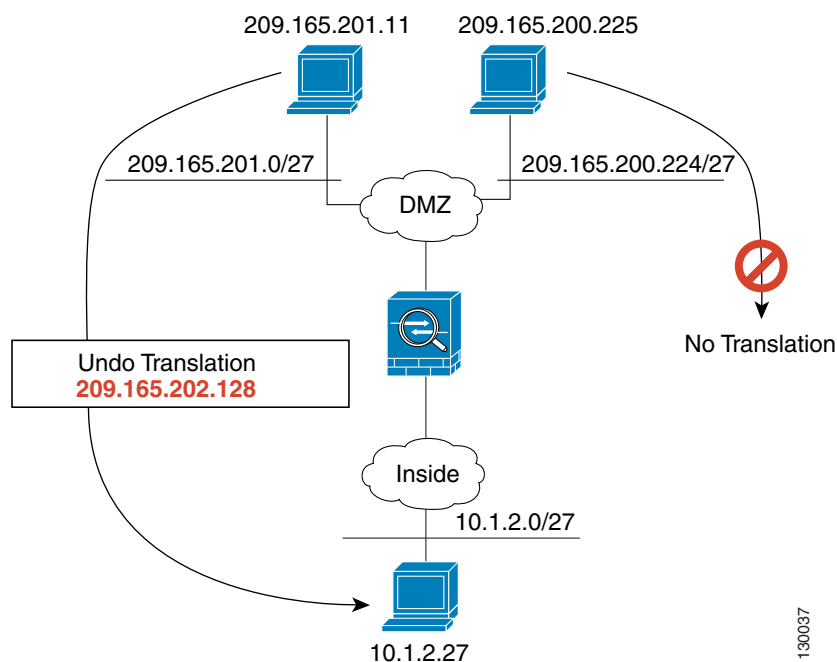 209.165.201.11
209.165.200.225
209.165.201.0/27
209.165.200.224/27
DMZ
No Translation
Undo Translation
209.165.202.128
Inside
10.1.2.0/27
10.1.2.27
130037